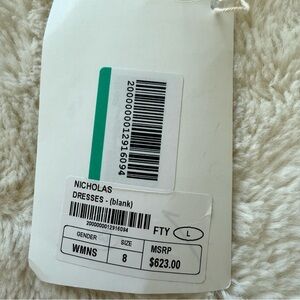 2000000012916094
NICHOLAS
DRESSES - (blank)
2000000012916094
FTY L
GENDER SIZE MSRP
WMNS 8 $623.00